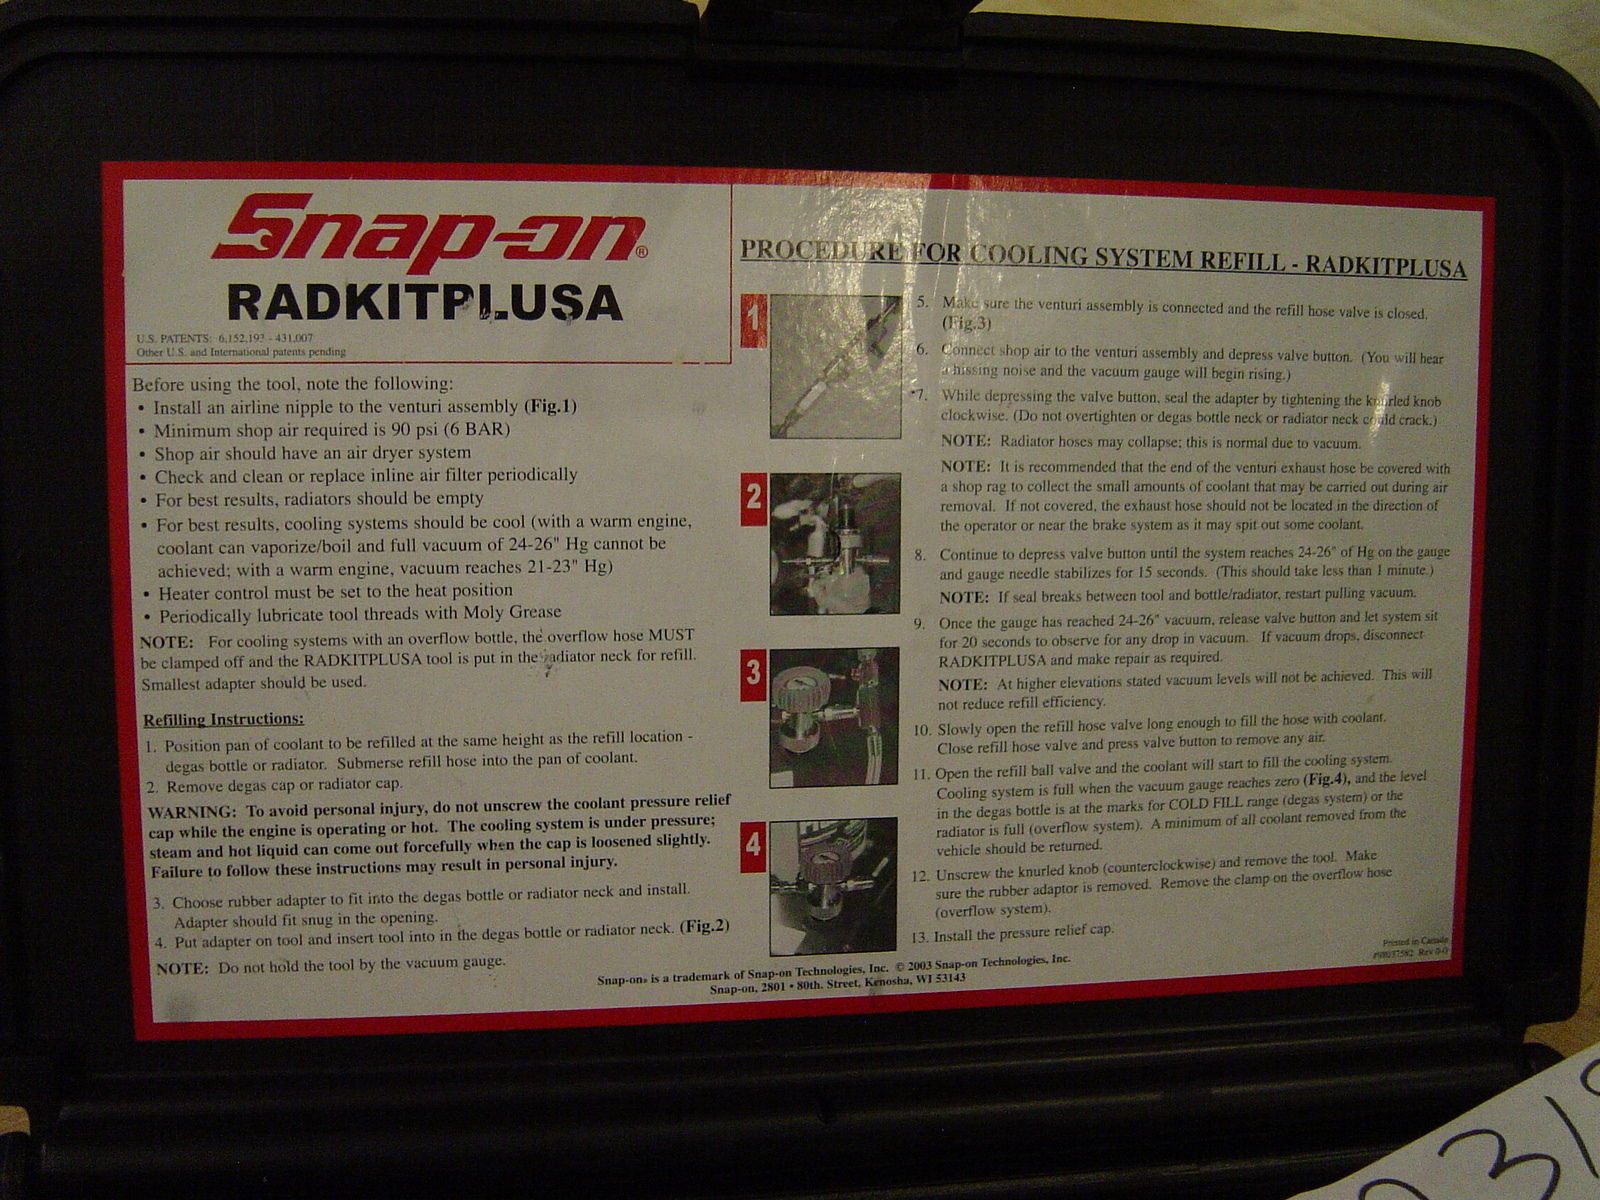 Snap-on®
RADKITPLUSA
U.S. PATENTS: 6,152,193 - 431,007
Other U.S. and International patents pending
Before using the tool, note the following:
• Install an airline nipple to the venturi assembly (Fig.1)
• Minimum shop air required is 90 psi (6 BAR)
• Shop air should have an air dryer system
• Check and clean or replace inline air filter periodically
• For best results, radiators should be empty
• For best results, cooling systems should be cool (with a warm engine,
coolant can vaporize/boil and full vacuum of 24-26" Hg cannot be
achieved; with a warm engine, vacuum reaches 21-23" Hg)
• Heater control must be set to the heat position
• Periodically lubricate tool threads with Moly Grease
NOTE: For cooling systems with an overflow bottle, the overflow hose MUST
be clamped off and the RADKITPLUSA tool is put in the radiator neck for refill.
Smallest adapter should be used.
Refilling Instructions:
1. Position pan of coolant to be refilled at the same height as the refill location -
degas bottle or radiator. Submerse refill hose into the pan of coolant.
2. Remove degas cap or radiator cap.
WARNING: To avoid personal injury, do not unscrew the coolant pressure relief
cap while the engine is operating or hot. The cooling system is under pressure;
steam and hot liquid can come out forcefully when the cap is loosened slightly.
Failure to follow these instructions may result in personal injury.
3. Choose rubber adapter to fit into the degas bottle or radiator neck and install.
Adapter should fit snug in the opening.
4. Put adapter on tool and insert tool into in the degas bottle or radiator neck. (Fig.2)
NOTE: Do not hold the tool by the vacuum gauge.
PROCEDURE FOR COOLING SYSTEM REFILL - RADKITPLUSA
1
2
3
4
5. Make sure the venturi assembly is connected and the refill hose valve is closed.
(Fig.3)
6. Connect shop air to the venturi assembly and depress valve button. (You will hear
a hissing noise and the vacuum gauge will begin rising.)
7. While depressing the valve button, seal the adapter by tightening the knurled knob
clockwise. (Do not overtighten or degas bottle neck or radiator neck could crack.)
NOTE: Radiator hoses may collapse; this is normal due to vacuum.
NOTE: It is recommended that the end of the venturi exhaust hose be covered with
a shop rag to collect the small amounts of coolant that may be carried out during air
removal. If not covered, the exhaust hose should not be located in the direction of
the operator or near the brake system as it may spit out some coolant.
8. Continue to depress valve button until the system reaches 24-26" of Hg on the gauge
and gauge needle stabilizes for 15 seconds. (This should take less than 1 minute.)
NOTE: If seal breaks between tool and bottle/radiator, restart pulling vacuum.
9. Once the gauge has reached 24-26" vacuum, release valve button and let system sit
for 20 seconds to observe for any drop in vacuum. If vacuum drops, disconnect
RADKITPLUSA and make repair as required.
NOTE: At higher elevations stated vacuum levels will not be achieved. This will
not reduce refill efficiency.
10. Slowly open the refill hose valve long enough to fill the hose with coolant.
Close refill hose valve and press valve button to remove any air.
11. Open the refill ball valve and the coolant will start to fill the cooling system.
Cooling system is full when the vacuum gauge reaches zero (Fig.4), and the level
in the degas bottle is at the marks for COLD FILL range (degas system) or the
radiator is full (overflow system). A minimum of all coolant removed from the
vehicle should be returned.
12. Unscrew the knurled knob (counterclockwise) and remove the tool. Make
sure the rubber adaptor is removed. Remove the clamp on the overflow hose
(overflow system).
13. Install the pressure relief cap.
Printed in Canada
Rev 0-0
Snap-on® is a trademark of Snap-on Technologies, Inc. © 2003 Snap-on Technologies, Inc.
Snap-on, 2801 • 80th. Street, Kenosha, WI 53143